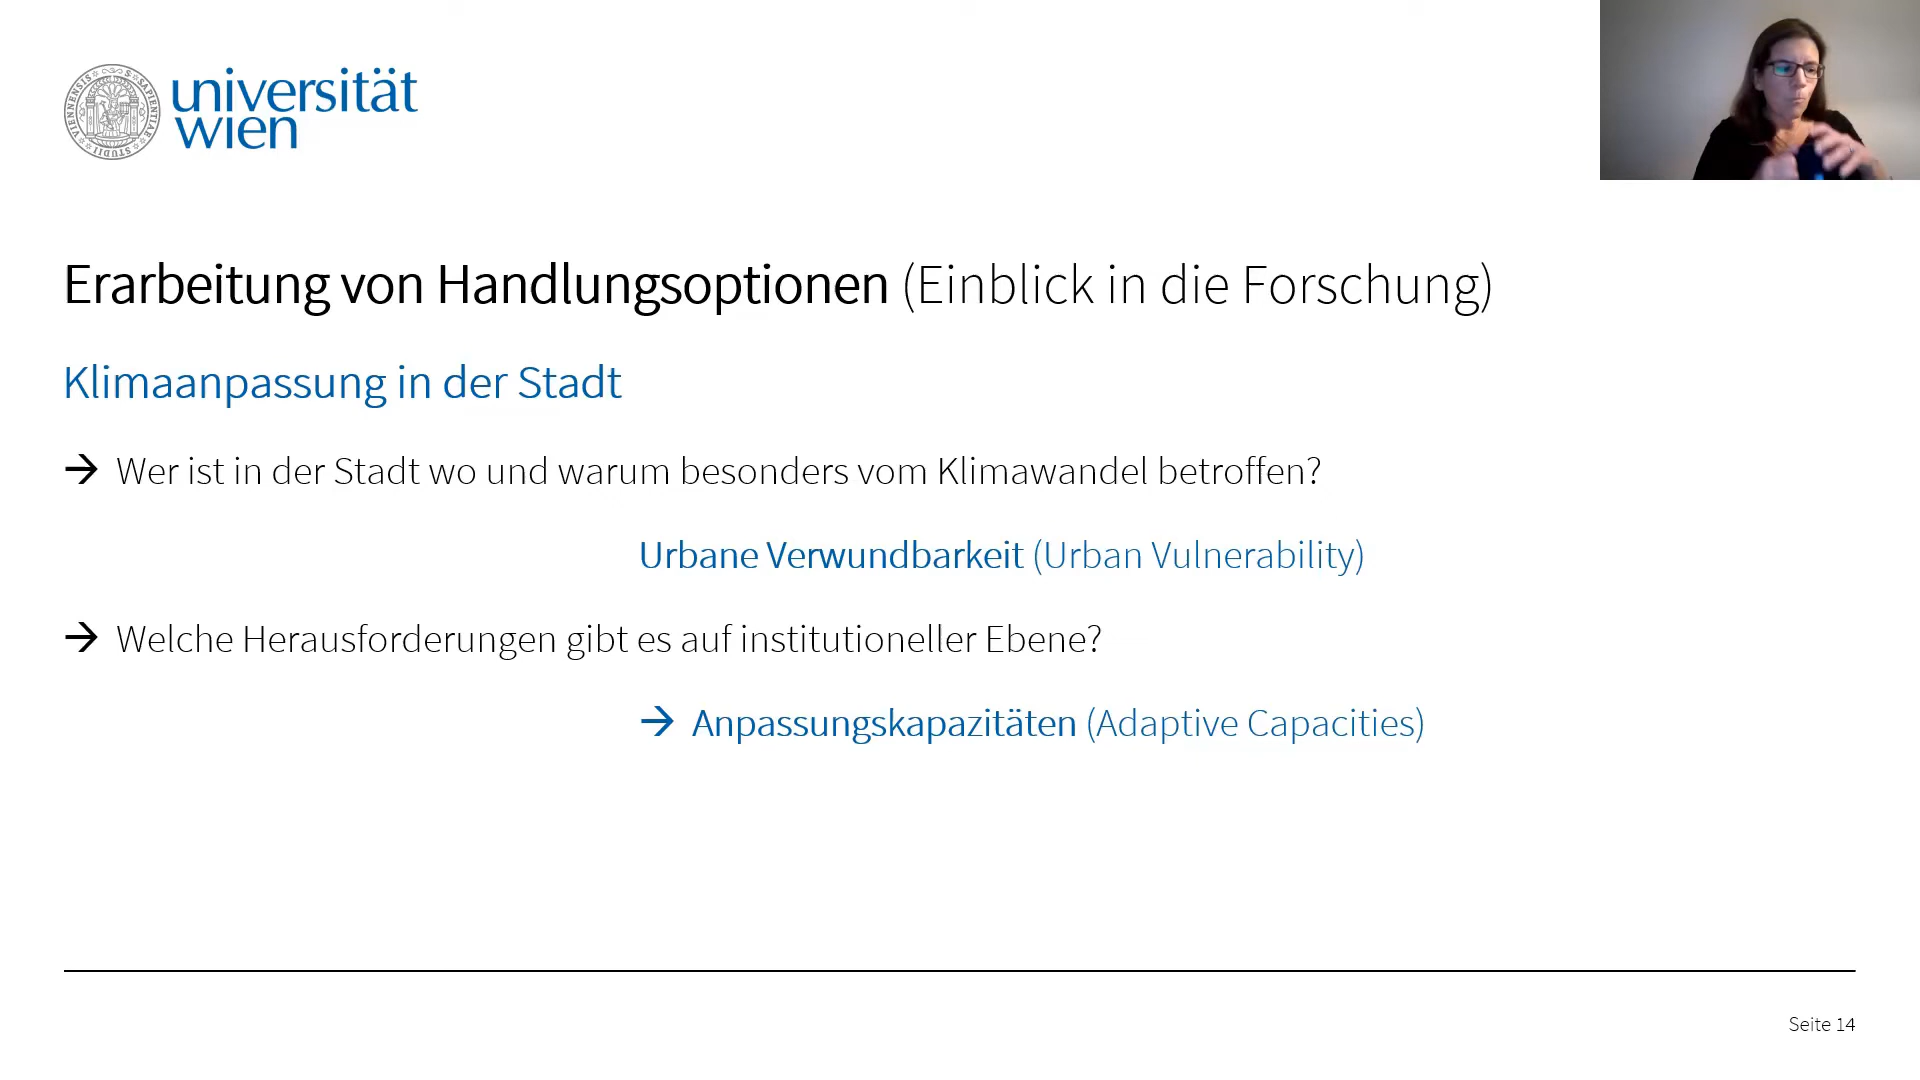 universität
wien
Erarbeitung von Handlungsoptionen (Einblick in die Forschung)
Klimaanpassung in der Stadt
→ Wer ist in der Stadt wo und warum besonders vom Klimawandel betroffen?
Urbane Verwundbarkeit (Urban Vulnerability)
→ Welche Herausforderungen gibt es auf institutioneller Ebene?
→ Anpassungskapazitäten (Adaptive Capacities)
Seite 14